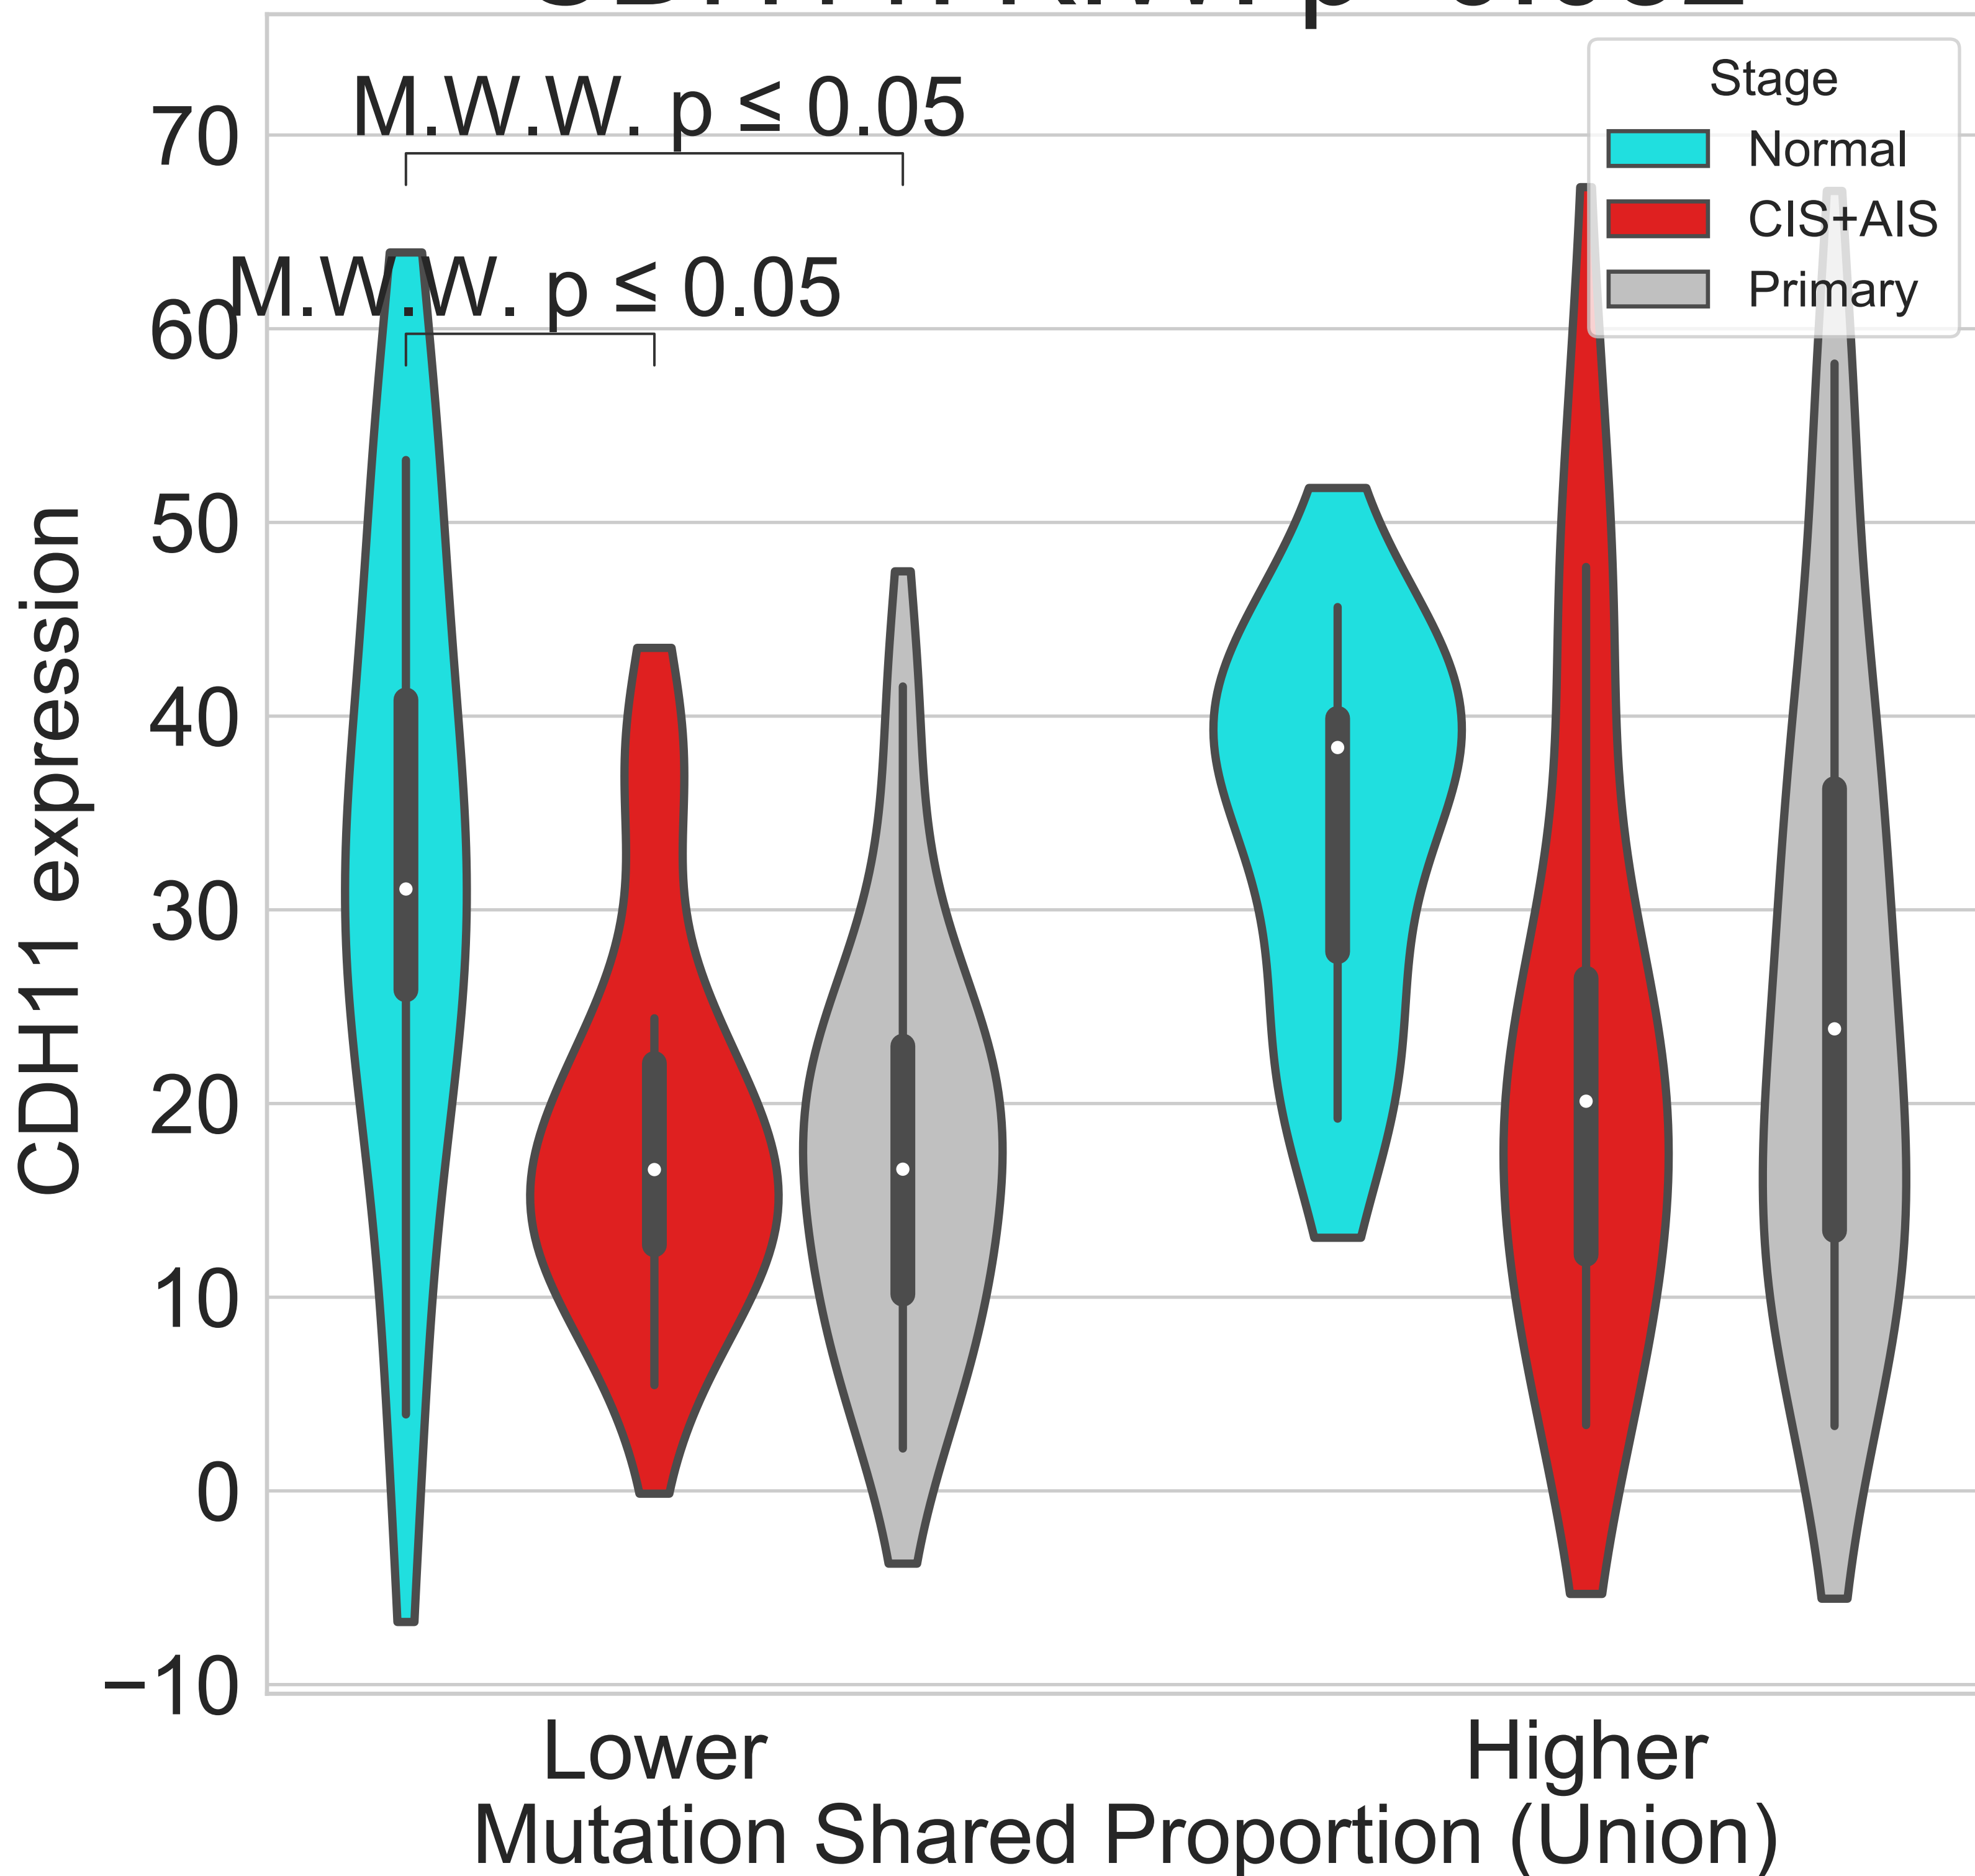 M.W.W. p ≤ 0.05
M.W.W. p ≤ 0.05
Stage
Normal
CIS+AIS
Primary
70
60
50
40
30
20
10
0
−10
CDH11 expression
Lower
Higher
Mutation Shared Proportion (Union)